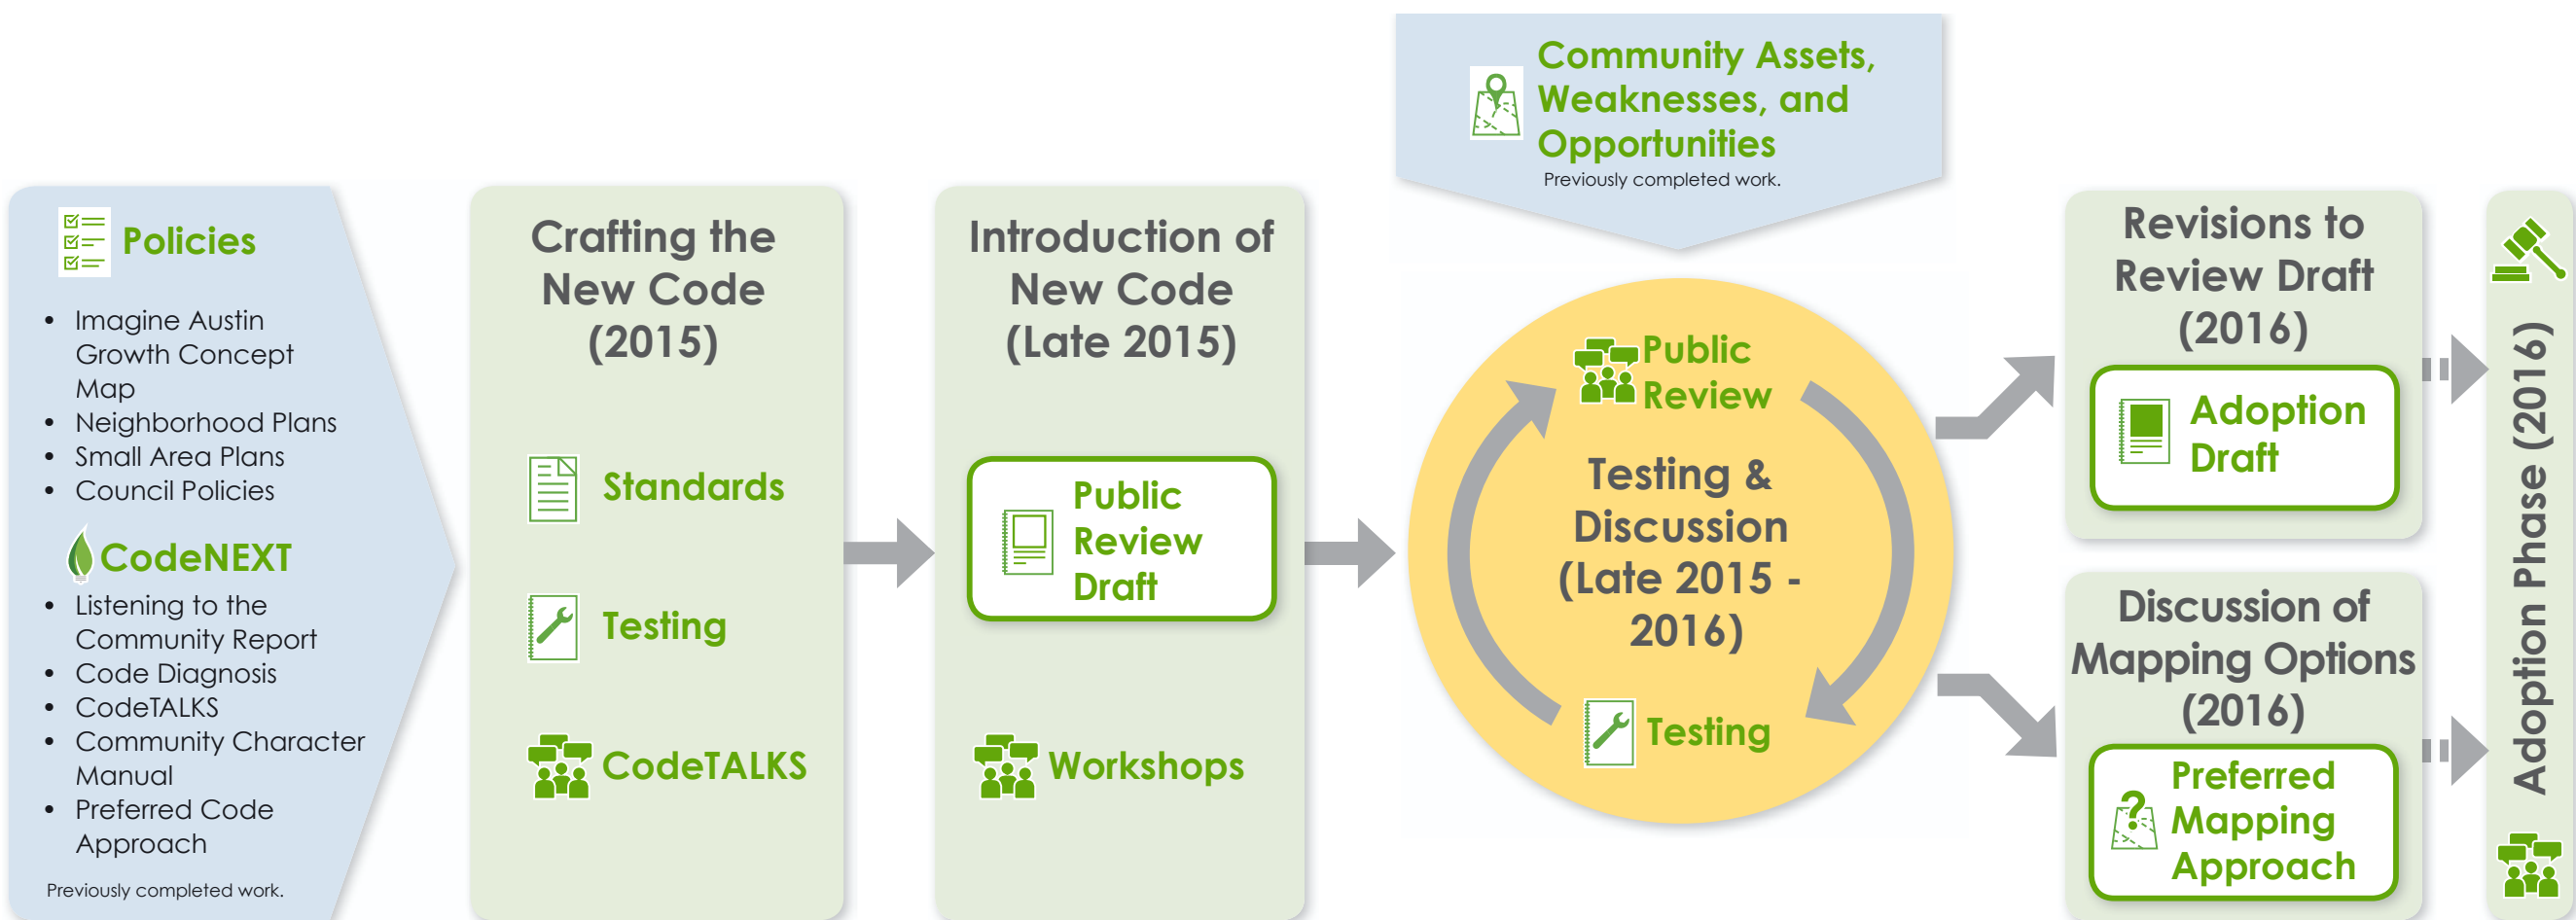 Policies
• Imagine Austin
Growth Concept
Map
• Neighborhood Plans
• Small Area Plans
• Council Policies
CodeNEXT
• Listening to the
Community Report
• Code Diagnosis
• CodeTALKS
• Community Character
Manual
• Preferred Code
Approach
Previously completed work.
Crafting the
New Code
(2015)
Standards
Testing
CodeTALKS
Introduction of
New Code
(Late 2015)
Public
Review
Draft
Workshops
Community Assets,
Weaknesses, and
Opportunities
Previously completed work.
Public
Review
Testing &
Discussion
(Late 2015 -
2016)
Testing
Revisions to
Review Draft
(2016)
Adoption
Draft
Discussion of
Mapping Options
(2016)
?
Preferred
Mapping
Approach
Adoption Phase (2016)